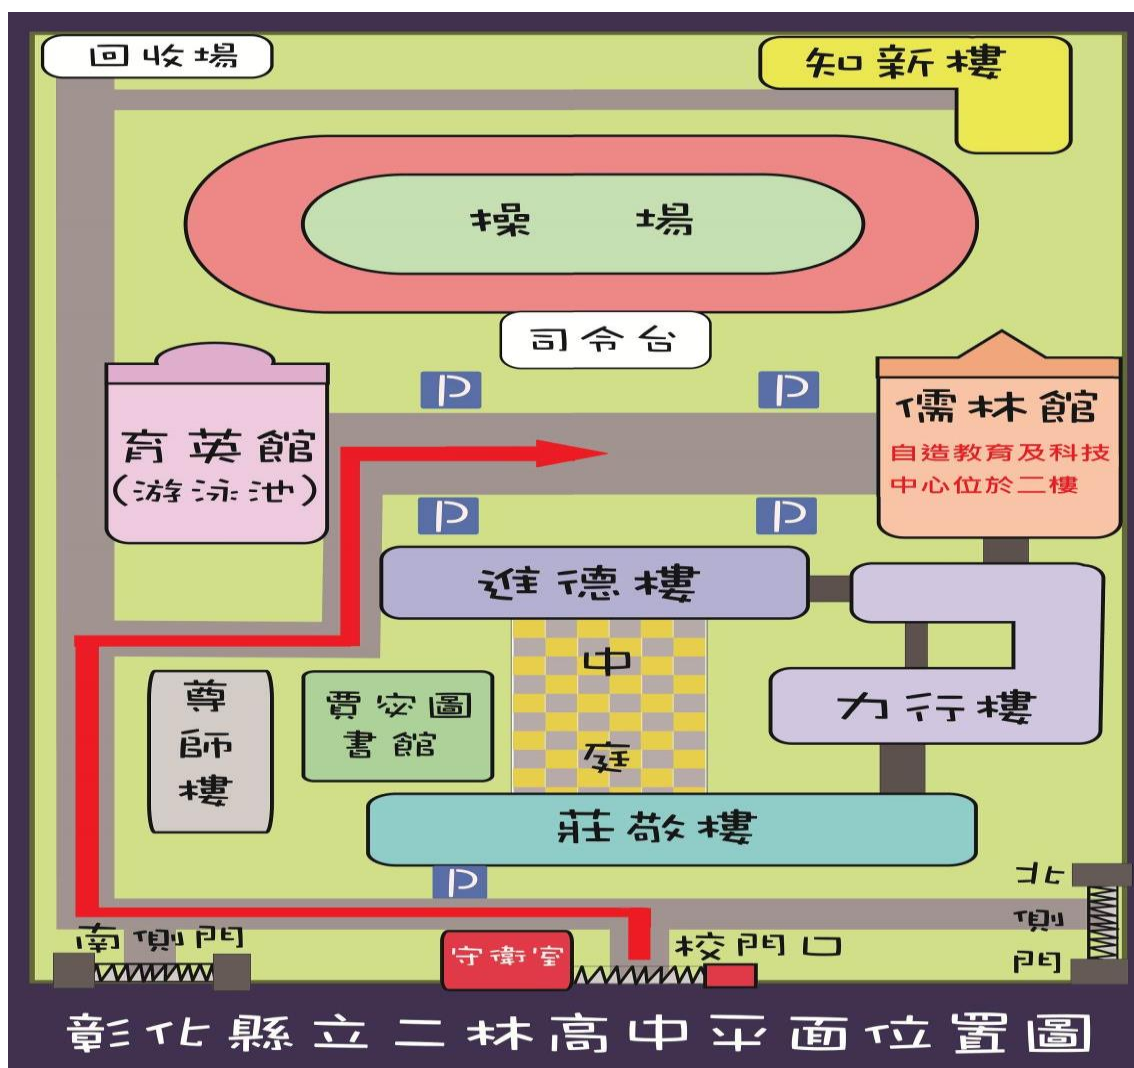 回收場
知新樓
操場
司令台
P
P
儒林館
自造教育及科技
中心位於二樓
育英館
(游泳池)
P
P
進德樓
中
庭
尊
師
樓
賈宓圖
書館
力行樓
莊敬樓
P
北
側
門
南側門
守衛室
校門口
彰化縣立二林高中平面位置圖